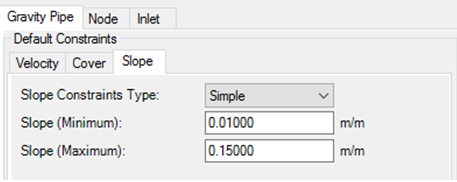 Gravity Pipe Node Inlet
Default Constraints
Velocity Cover Slope
Slope Constraints Type: Simple
Slope (Minimum): 0.01000 m/m
Slope (Maximum): 0.15000 m/m